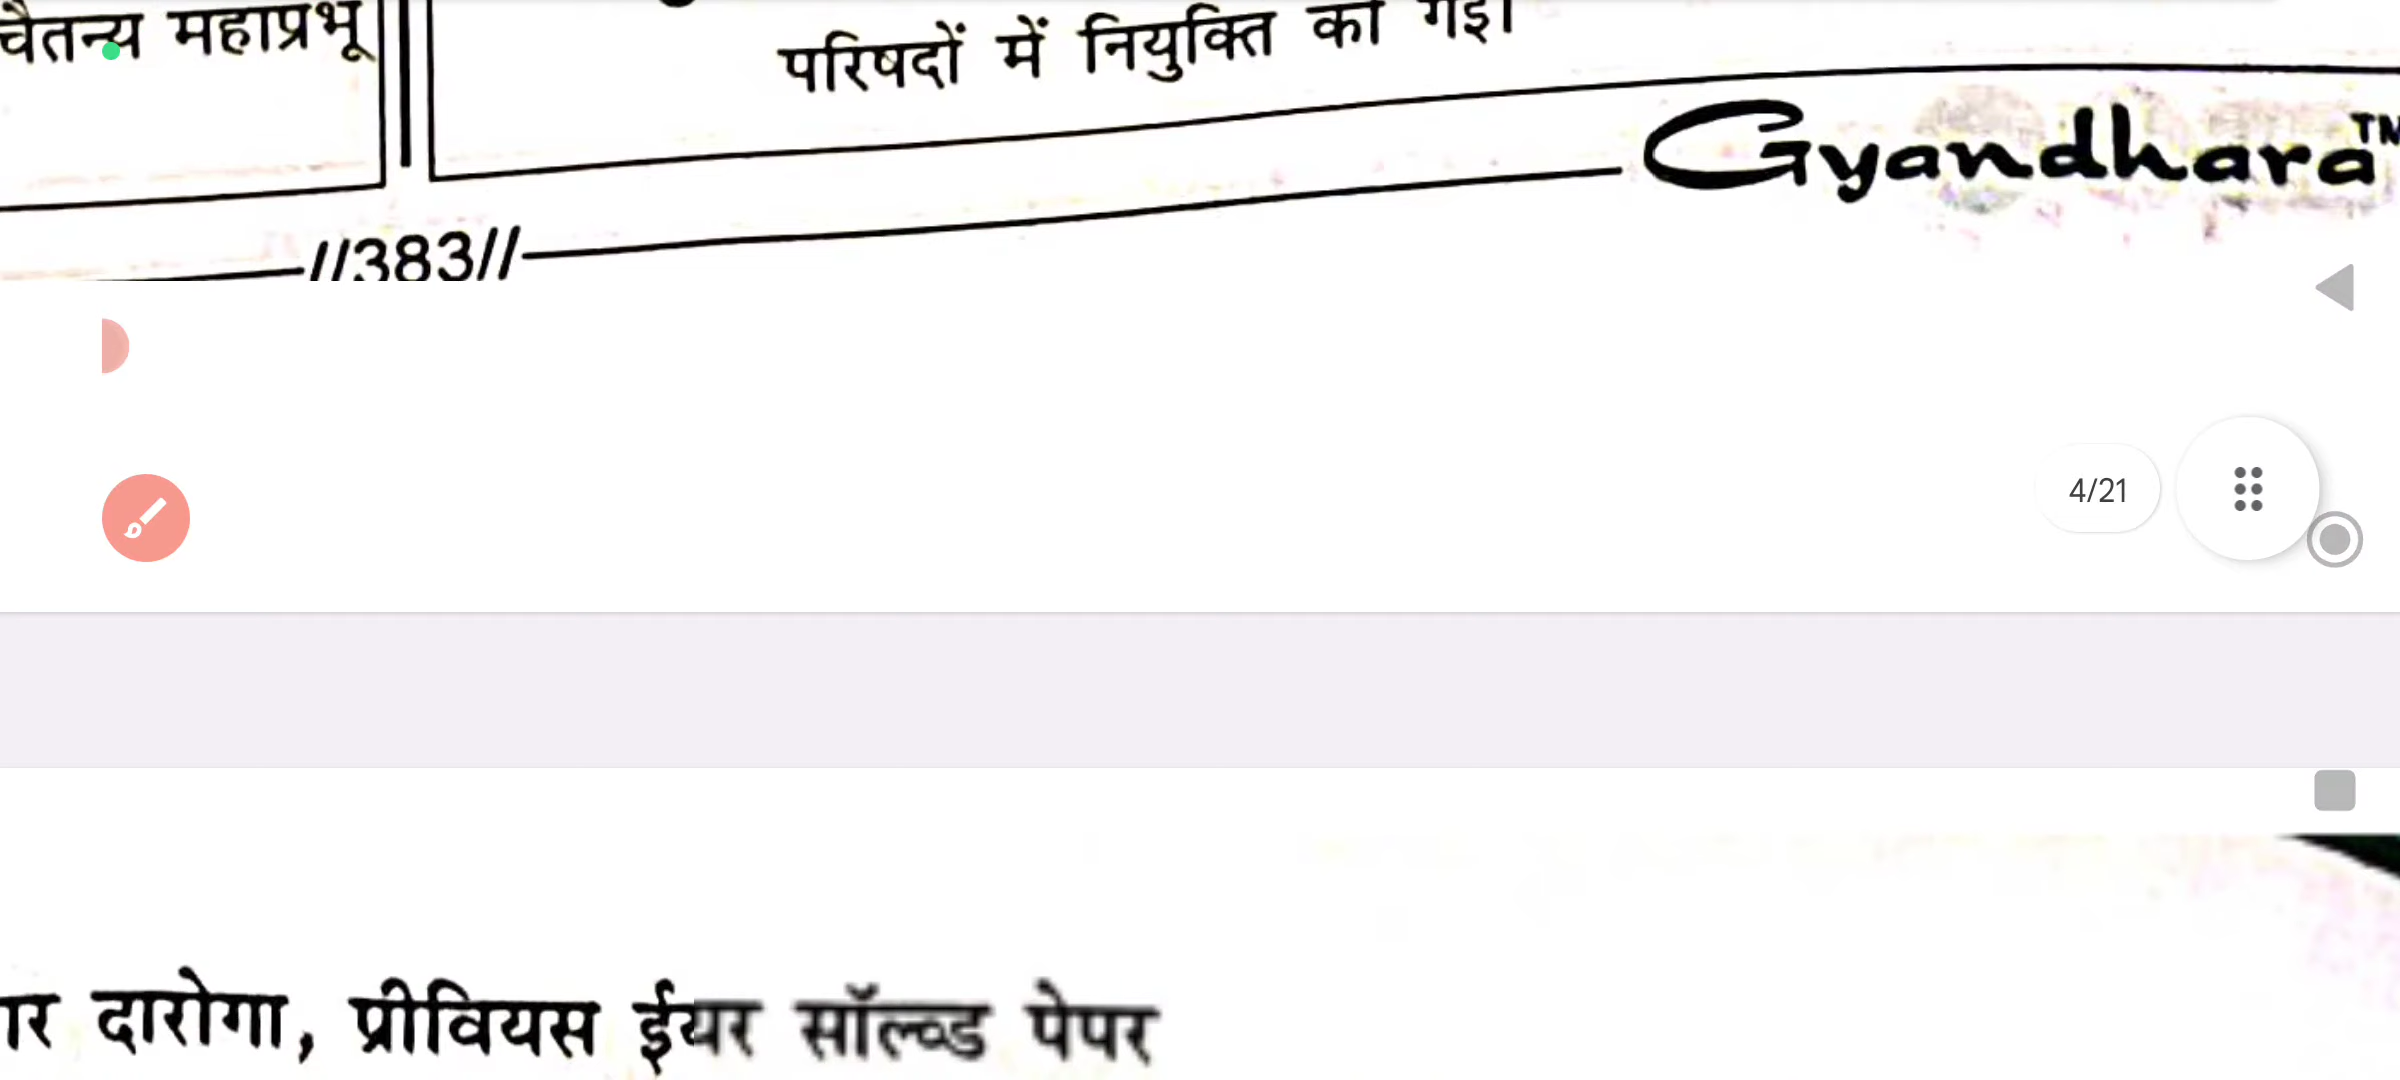 चैतन्य महाप्रभू
परिषदों में नियुक्ति की गई।
Gyandhara™
//383//
4/21
दारोगा, प्रीवियस ईयर सॉल्व्ड पेपर